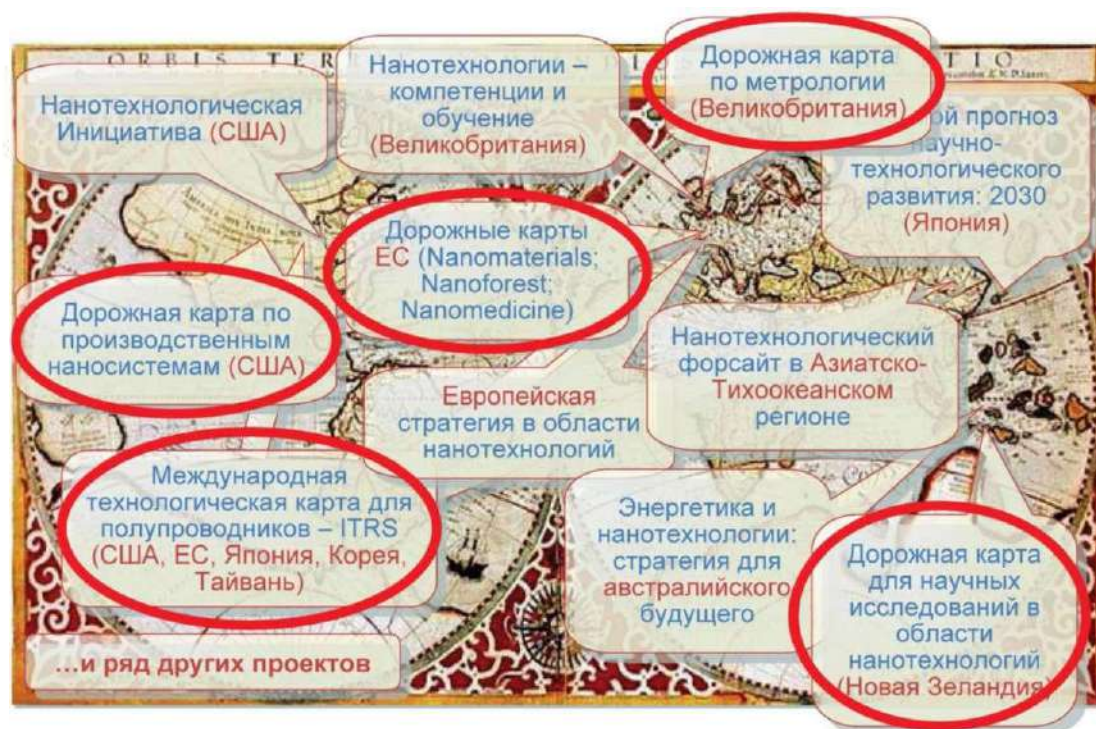 ORBIS TER
TIO
Нанотехнологическая
Инициатива (США)
Нанотехнологии –
компетенции и
обучение
(Великобритания)
Дорожная карта
по метрологии
(Великобритания)
й прогноз
научно-
технологического
развития: 2030
(Япония)
Дорожные карты
ЕС (Nanomaterials;
Nanoforest;
Nanomedicine)
Дорожная карта по
производственным
наносистемам (США)
Нанотехнологический
форсайт в Азиатско-
Тихоокеанском
регионе
Европейская
стратегия в области
нанотехнологий
Международная
технологическая карта для
полупроводников – ITRS
(США, ЕС, Япония, Корея,
Тайвань)
Энергетика и
нанотехнологии:
стратегия для
австралийского
будущего
Дорожная карта
для научных
исследований в
области
нанотехнологий
(Новая Зеландия)
…и ряд других проектов